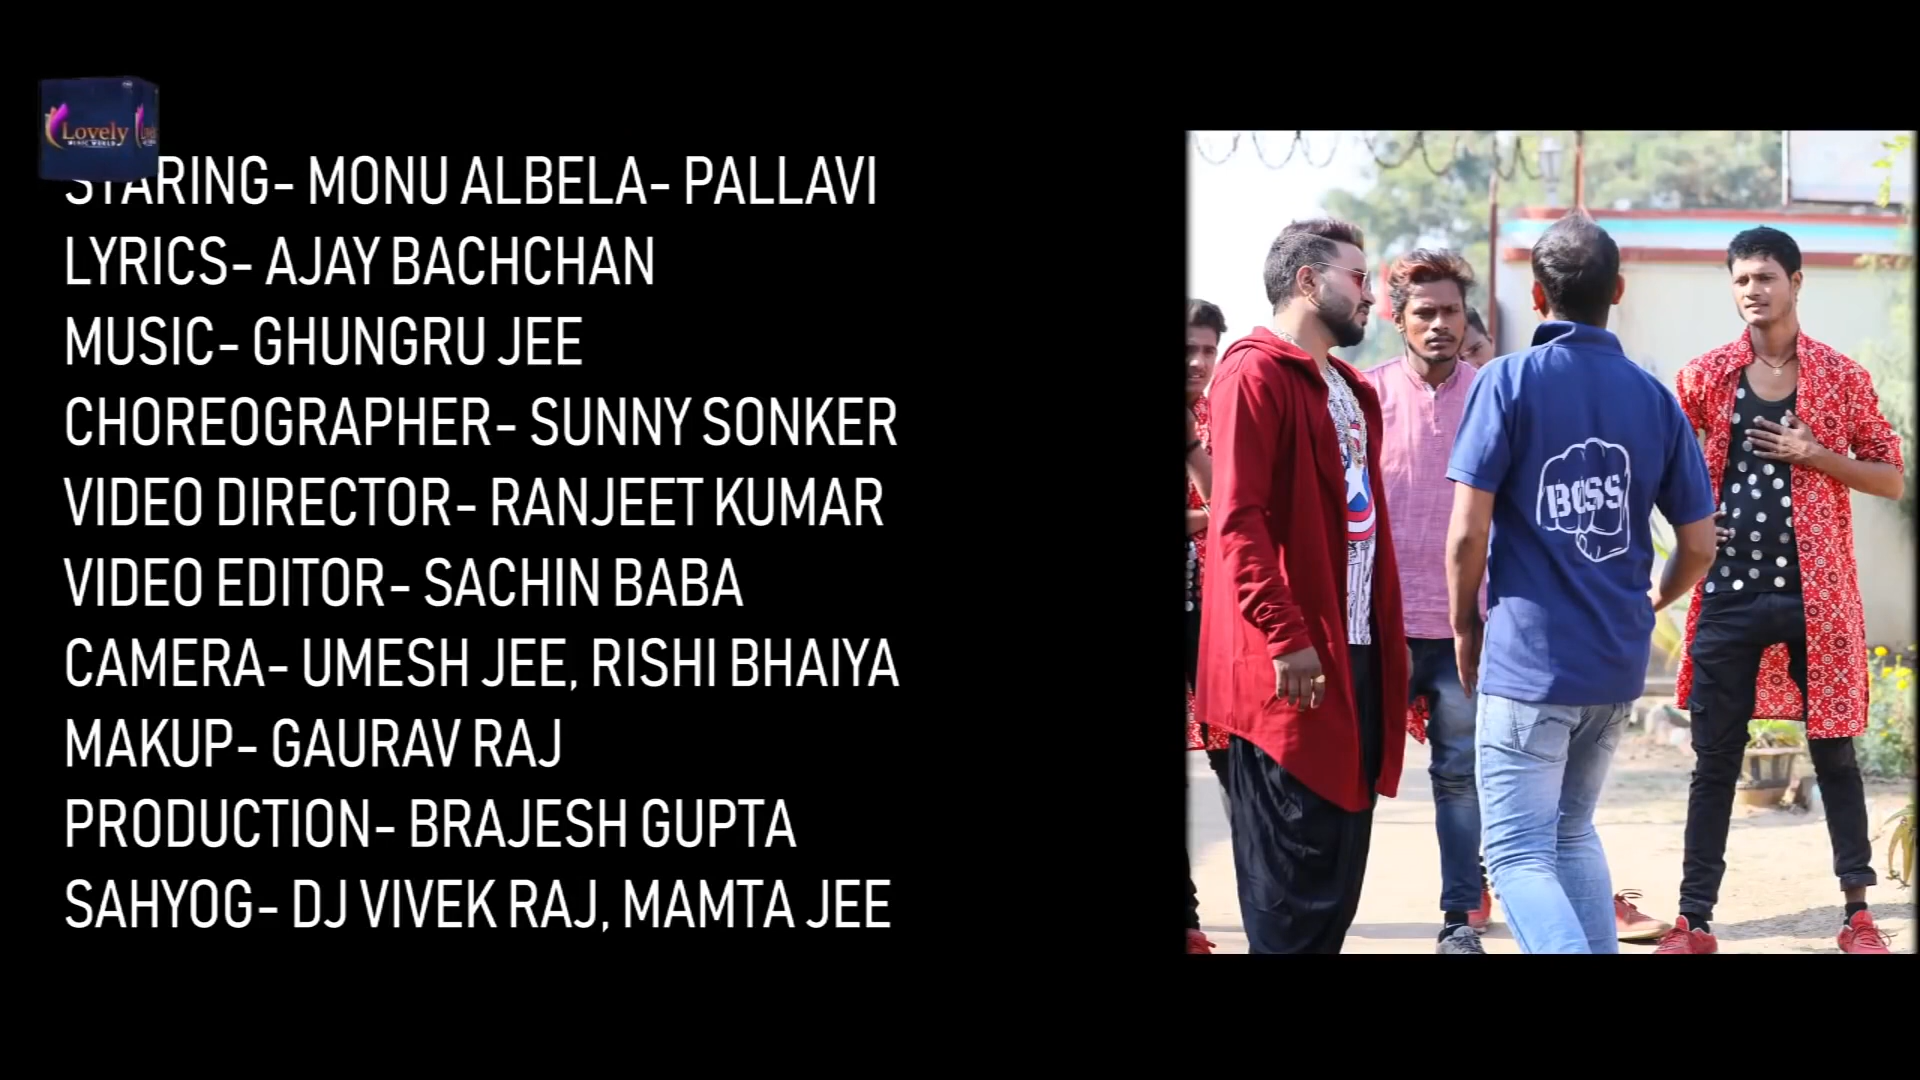 Lovely
MUSIC WORLD
STARING- MONU ALBELA- PALLAVI
LYRICS- AJAY BACHCHAN
MUSIC- GHUNGRU JEE
CHOREOGRAPHER- SUNNY SONKER
VIDEO DIRECTOR- RANJEET KUMAR
VIDEO EDITOR- SACHIN BABA
CAMERA- UMESH JEE, RISHI BHAIYA
MAKUP- GAURAV RAJ
PRODUCTION- BRAJESH GUPTA
SAHYOG- DJ VIVEK RAJ, MAMTA JEE
BOSS